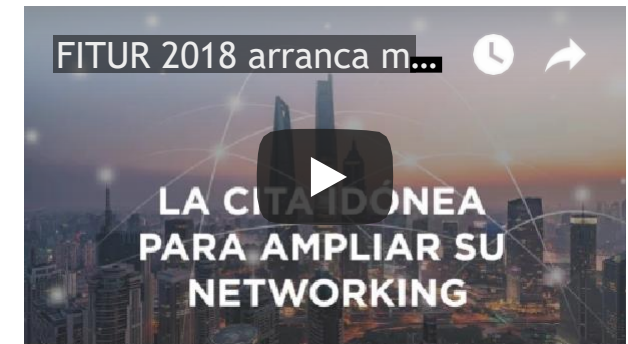 FITUR 2018 arranca m...
LA CITA IDÓNEA
PARA AMPLIAR SU
NETWORKING